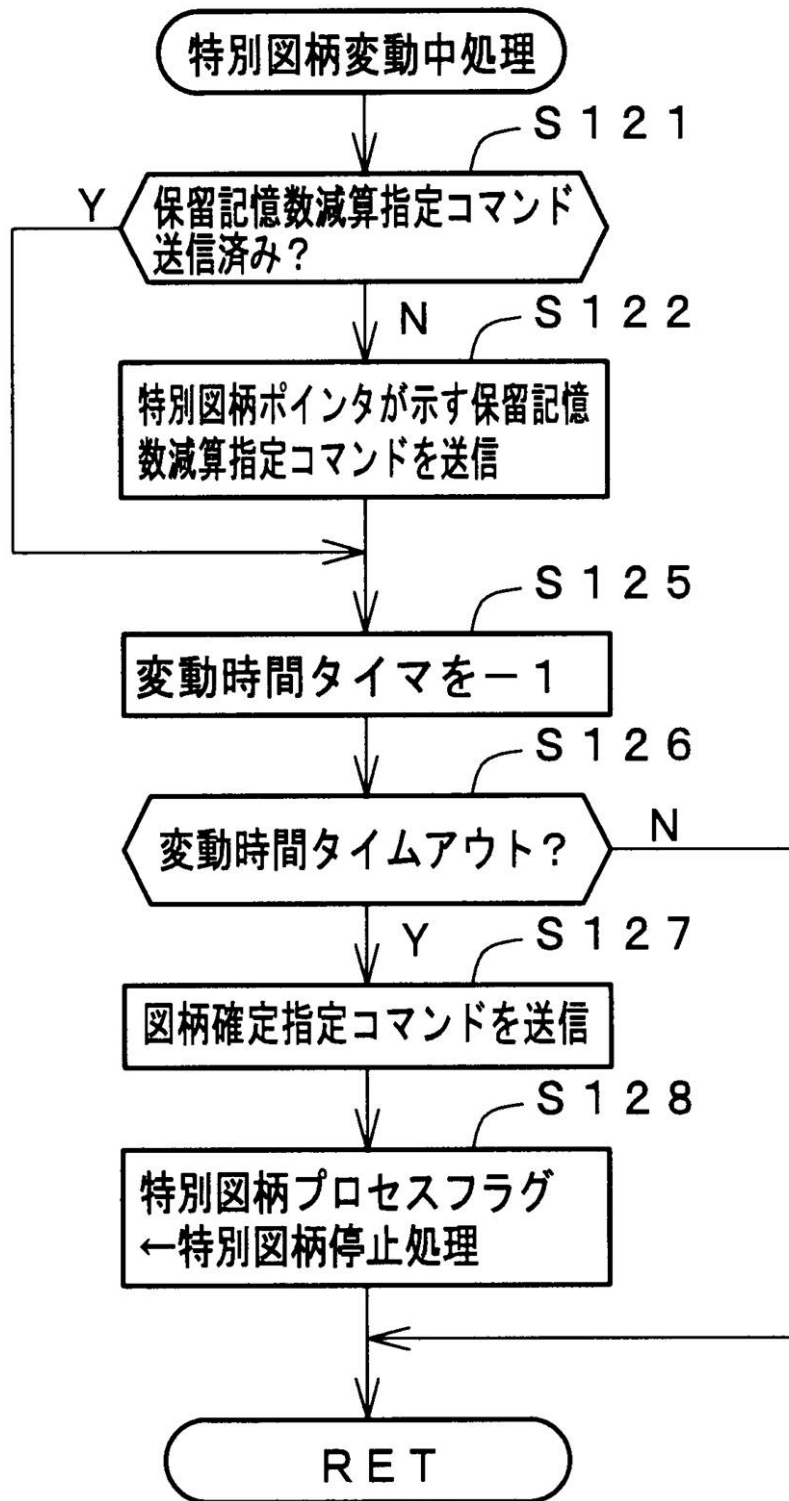 特別図柄変動中処理
S121
Y
保留記憶数減算指定コマンド
送信済み？
N
S122
特別図柄ポインタが示す保留記憶
数減算指定コマンドを送信
S125
変動時間タイマを－1
S126
変動時間タイムアウト？
N
Y
S127
図柄確定指定コマンドを送信
S128
特別図柄プロセスフラグ
←特別図柄停止処理
RET